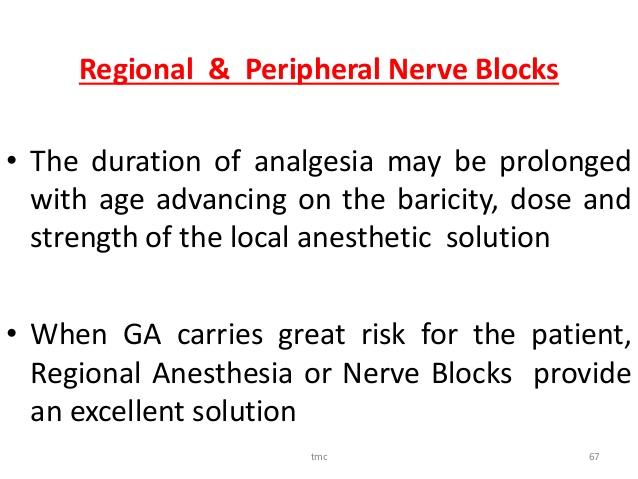 Regional & Peripheral Nerve Blocks
• The duration of analgesia may be prolonged
with age advancing on the baricity, dose and
strength of the local anesthetic solution
• When GA carries great risk for the patient,
Regional Anesthesia or Nerve Blocks provide
an excellent solution
tmc
67